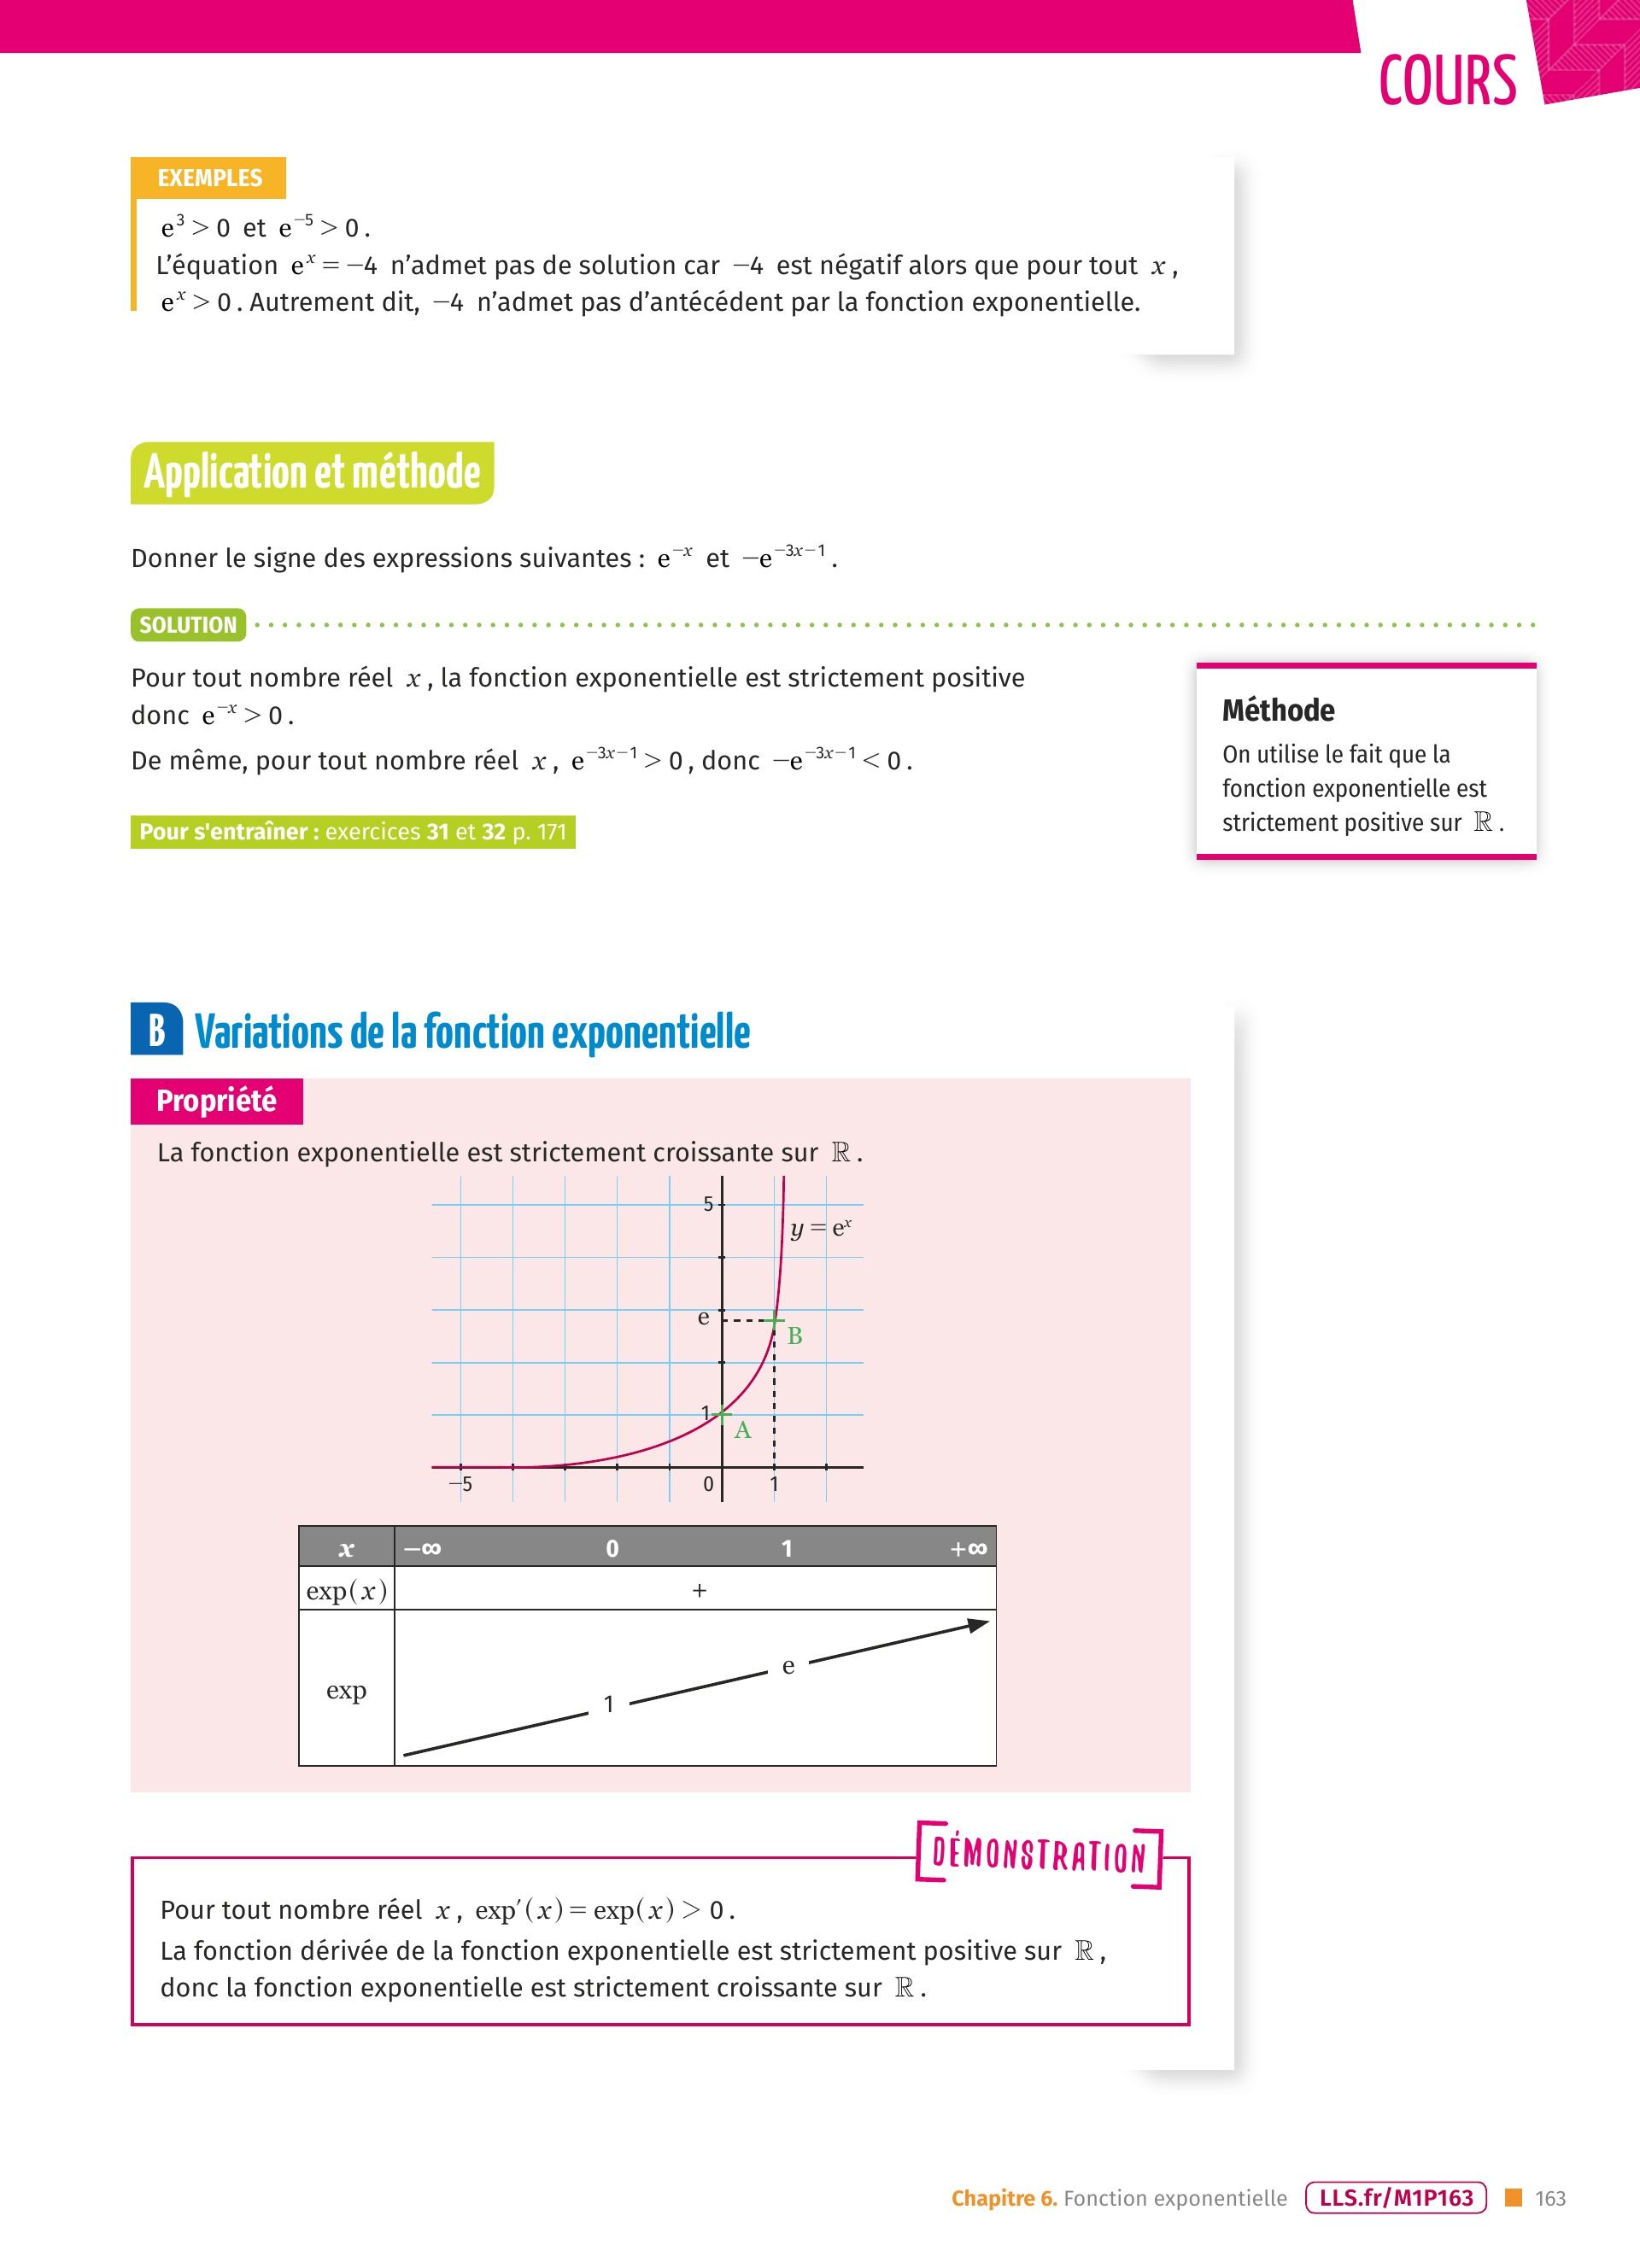 COURS
EXEMPLES
e³ > 0 et e⁻⁵ > 0.
L’équation eˣ = −4 n’admet pas de solution car −4 est négatif alors que pour tout x,
eˣ > 0. Autrement dit, −4 n’admet pas d’antécédent par la fonction exponentielle.
Application et méthode
Donner le signe des expressions suivantes : e⁻ˣ et −e⁻³ˣ⁻¹.
SOLUTION
Pour tout nombre réel x, la fonction exponentielle est strictement positive
donc e⁻ˣ > 0.
De même, pour tout nombre réel x, e⁻³ˣ⁻¹ > 0, donc −e⁻³ˣ⁻¹ < 0.
Pour s'entraîner : exercices 31 et 32 p. 171
Méthode
On utilise le fait que la
fonction exponentielle est
strictement positive sur ℝ.
B Variations de la fonction exponentielle
Propriété
La fonction exponentielle est strictement croissante sur ℝ.
5
y = eˣ
e
B
1
A
−5 0 1
x −∞ 0 1 +∞
exp(x) +
exp 1 e
DÉMONSTRATION
Pour tout nombre réel x, exp′(x) = exp(x) > 0.
La fonction dérivée de la fonction exponentielle est strictement positive sur ℝ,
donc la fonction exponentielle est strictement croissante sur ℝ.
Chapitre 6. Fonction exponentielle LLS.fr/M1P163 163